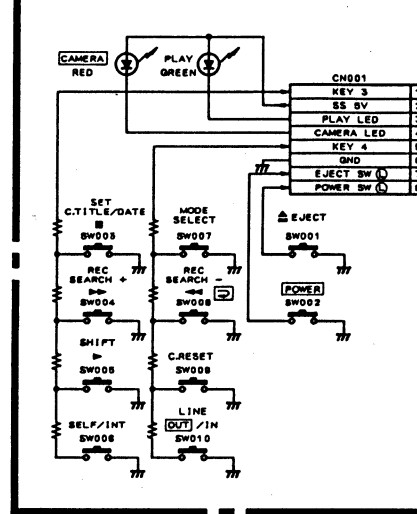 CAMERA
RED
PLAY
GREEN
CN001
KEY 3
SS 5V
PLAY LED
CAMERA LED
KEY 4
GND
EJECT SW L
POWER SW L
SET
C.TITLE/DATE
SW003
MODE
SELECT
SW007
EJECT
SW001
REC
SEARCH +
SW004
REC
SEARCH -
SW008
POWER
SW002
SHIFT
SW005
C.RESET
SW009
SELF/INT
SW006
LINE
OUT /IN
SW010